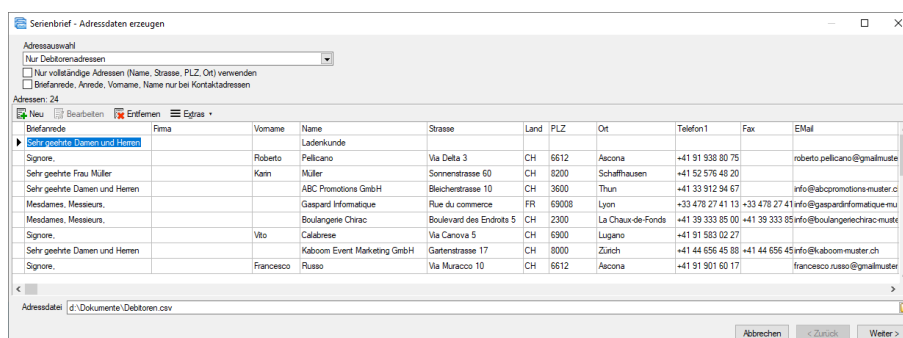 Serienbrief - Adressdaten erzeugen
Adressauswahl
Nur Debitorenadressen
Nur vollständige Adressen (Name, Strasse, PLZ, Ort) verwenden
Briefanrede, Anrede, Vorname, Name nur bei Kontaktadressen
Adressen: 24
Neu Bearbeiten Entfernen Extras
Briefanrede Firma Vorname Name Strasse Land PLZ Ort Telefon1 Fax EMail
Sehr geehrte Damen und Herren Ladenkunde
Signore, Roberto Pellicano Via Delta 3 CH 6612 Ascona +41 91 938 80 75 roberto.pellicano@gmailmuste
Sehr geehrte Frau Müller Karin Müller Sonnenstrasse 60 CH 8200 Schaffhausen +41 52 576 48 20
Sehr geehrte Damen und Herren ABC Promotions GmbH Bleicherstrasse 10 CH 3600 Thun +41 33 912 94 67 info@abcpromotions-muster.c
Mesdames, Messieurs, Gaspard Informatique Rue du commerce FR 69008 Lyon +33 478 27 41 13 +33 478 27 41 info@gaspardinformatique-mu
Mesdames, Messieurs, Boulangerie Chirac Boulevard des Endroits 5 CH 2300 La Chaux-de-Fonds +41 39 333 85 00 +41 39 333 85 info@boulangeriechirac-muste
Signore, Vito Calabrese Via Canova 5 CH 6900 Lugano +41 91 583 02 27
Sehr geehrte Damen und Herren Kaboom Event Marketing GmbH Gartenstrasse 17 CH 8000 Zürich +41 44 656 45 88 +41 44 656 45 info@kaboom-muster.ch
Signore, Francesco Russo Via Muracco 10 CH 6612 Ascona +41 91 901 60 17 francesco.russo@gmailmuster
Adressdatei d:\Dokumente\Debitoren.csv
Abbrechen < Zurück Weiter >